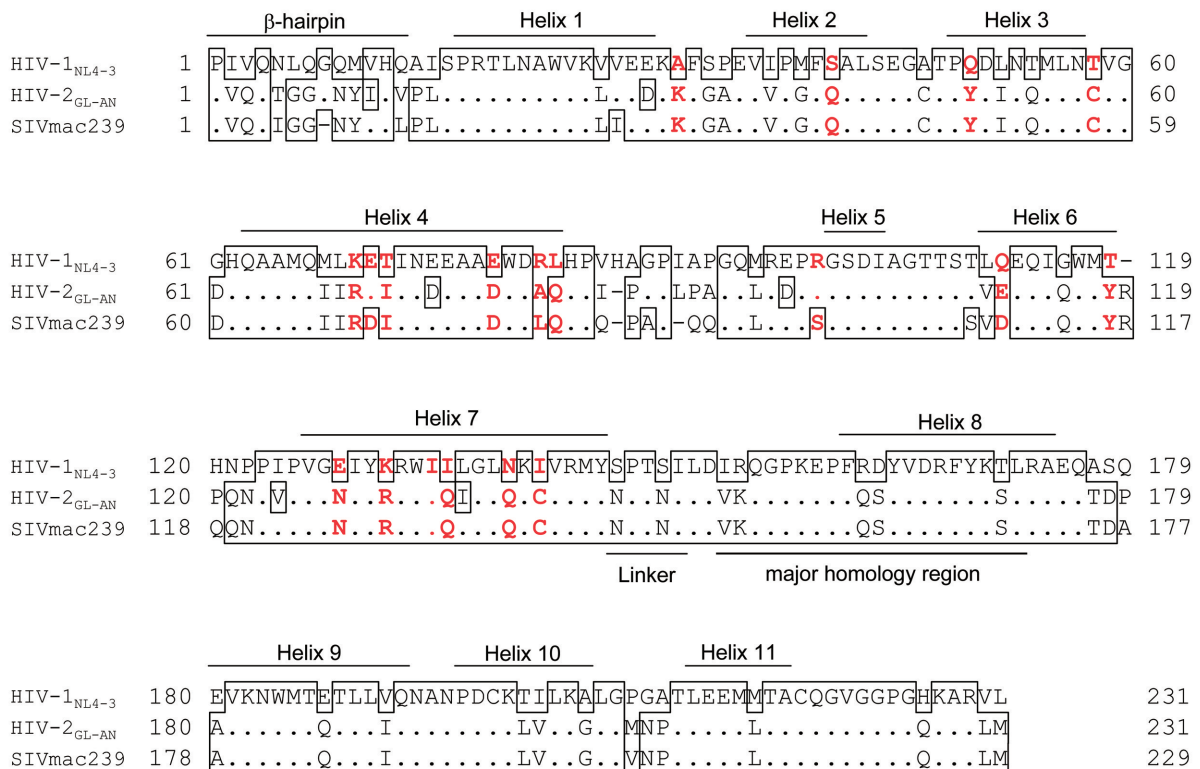 β-hairpin Helix 1 Helix 2 Helix 3
HIV-1NL4-3 1 PIVQNLQGQMVHQAISPRTLNAWVKVVEEKAFSPEVIPMFSALSEGATPQDLNTMLNTVG 60
HIV-2GL-AN 1 .VQ.TGG.NYI.VPL..........L..D.K.GA..V.G.Q.....C..Y.I.Q...C.. 60
SIVmac239 1 .VQ.IGG-NY..LPL..........LI...K.GA..V.G.Q.....C..Y.I.Q...C.. 59
Helix 4 Helix 5 Helix 6
HIV-1NL4-3 61 GHQAAMQMLKETINEEAAEWDRLHPVHAGPIAPGQMREPRGSDIAGTTSTLQEQIGWMT- 119
HIV-2GL-AN 61 D......IIR.I..D...D..AQ..I-P..LPA..L.D............VE...Q..YR 119
SIVmac239 60 D......IIRDI......D..LQ..Q-PA.-QQ..L...S.........SVD...Q..YR 117
Helix 7 Helix 8
HIV-1NL4-3 120 HNPPIPVGEIYKRWIILGLNKIVRMYSPTSILDIRQGPKEPFRDYVDRFYKTLRAEQASQ 179
HIV-2GL-AN 120 PQN.V...N..R...QI..Q.C....N..N...VK.......QS.......S.....TDP 179
SIVmac239 118 QQN.....N..R...Q...Q.C....N..N...VK.......QS.......S.....TDA 177
Linker major homology region
Helix 9 Helix 10 Helix 11
HIV-1NL4-3 180 EVKNWMTETLLVQNANPDCKTILKALGPGATLEEMMTACQGVGGPGHKARVL 231
HIV-2GL-AN 180 A......Q...I........LV..G..MNP.....L..........Q...LM 231
SIVmac239 178 A......Q...I........LV..G..VNP.....L..........Q...LM 229